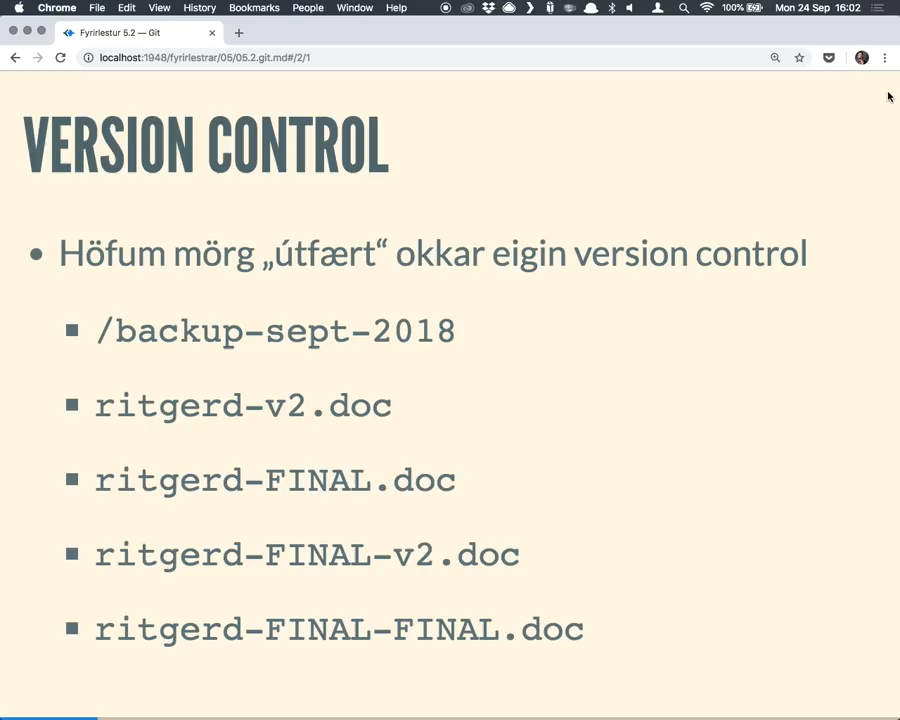 Chrome File Edit View History Bookmarks People Window Help 100% Mon 24 Sep 16:02
Fyrirlestur 5.2 — Git
localhost:1948/fyrirlestrar/05/05.2.git.md#/2/1
VERSION CONTROL
Höfum mörg „útfært“ okkar eigin version control
/backup-sept-2018
ritgerd-v2.doc
ritgerd-FINAL.doc
ritgerd-FINAL-v2.doc
ritgerd-FINAL-FINAL.doc